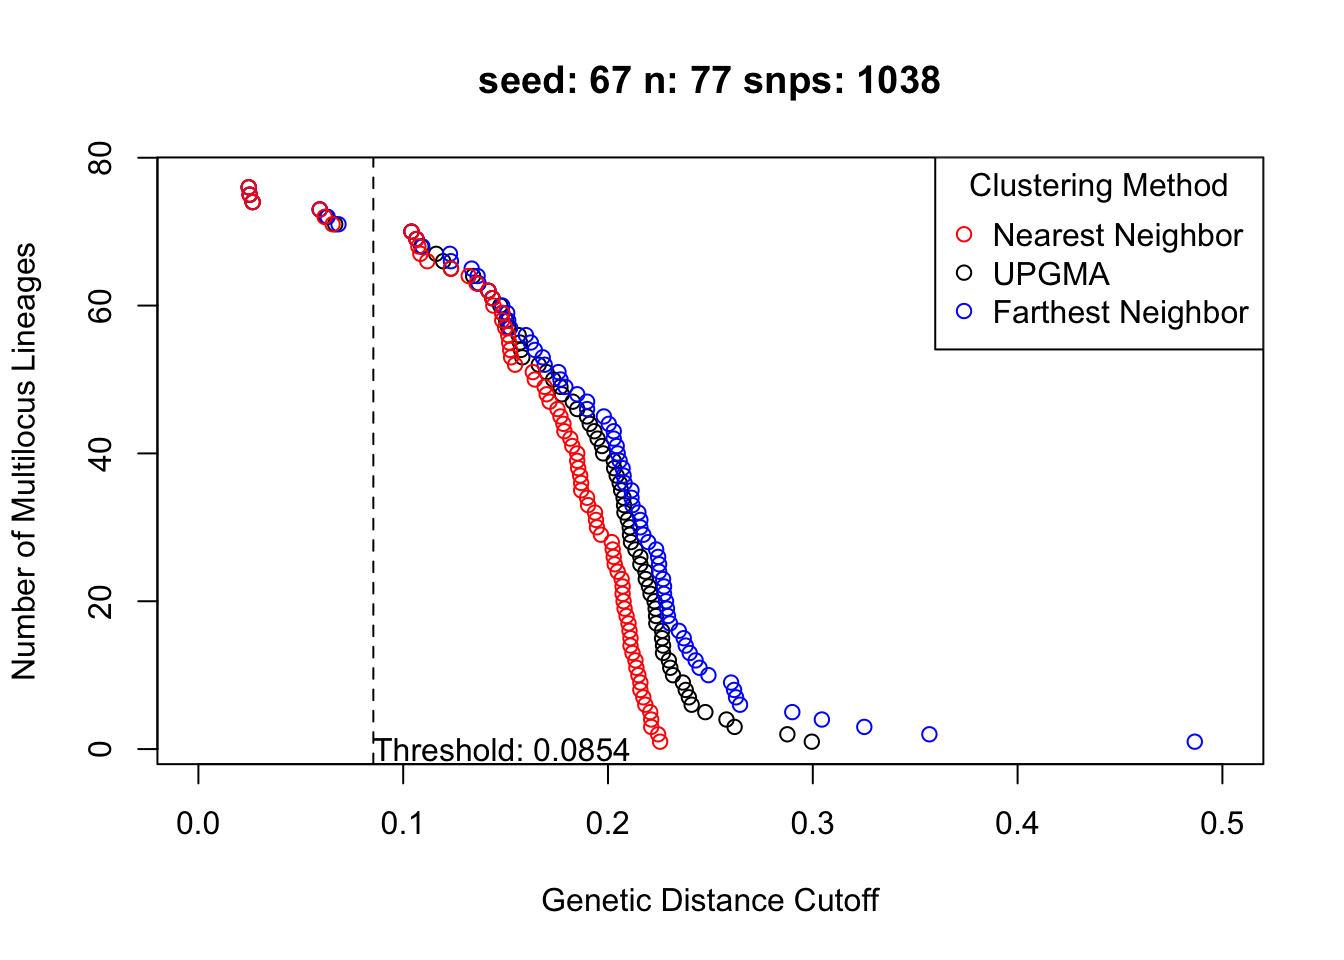 seed: 67 n: 77 snps: 1038
Number of Multilocus Lineages
80
60
40
20
0
Clustering Method
Nearest Neighbor
UPGMA
Farthest Neighbor
Threshold: 0.0854
0.0 0.1 0.2 0.3 0.4 0.5
Genetic Distance Cutoff